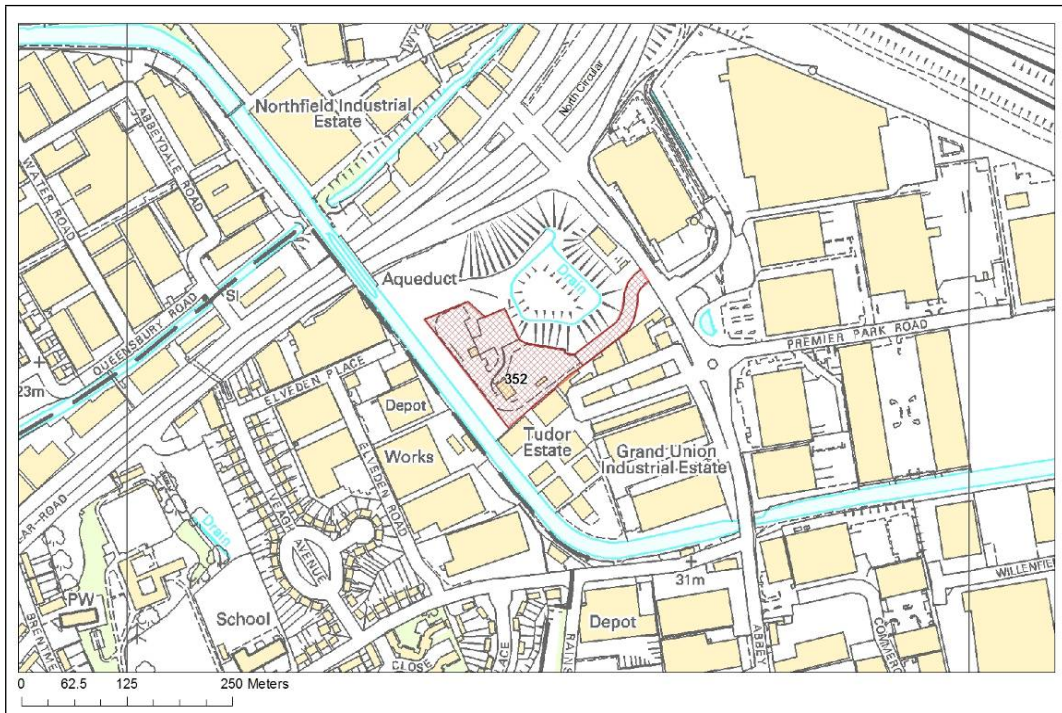 Northfield Industrial
Estate
North Circular
ABBEYDALE ROAD
WATER ROAD
Aqueduct
Drain
QUEENSBURY ROAD
PREMIER PARK ROAD
ELVEDEN PLACE
23m
352
Depot
Tudor
Estate
Works
Grand Union
Industrial Estate
ELVEDEN ROAD
Drain
AVENUE
31m
PW
School
Depot
PLACE
CLOSE
ABBEY
0 62.5 125 250 Meters